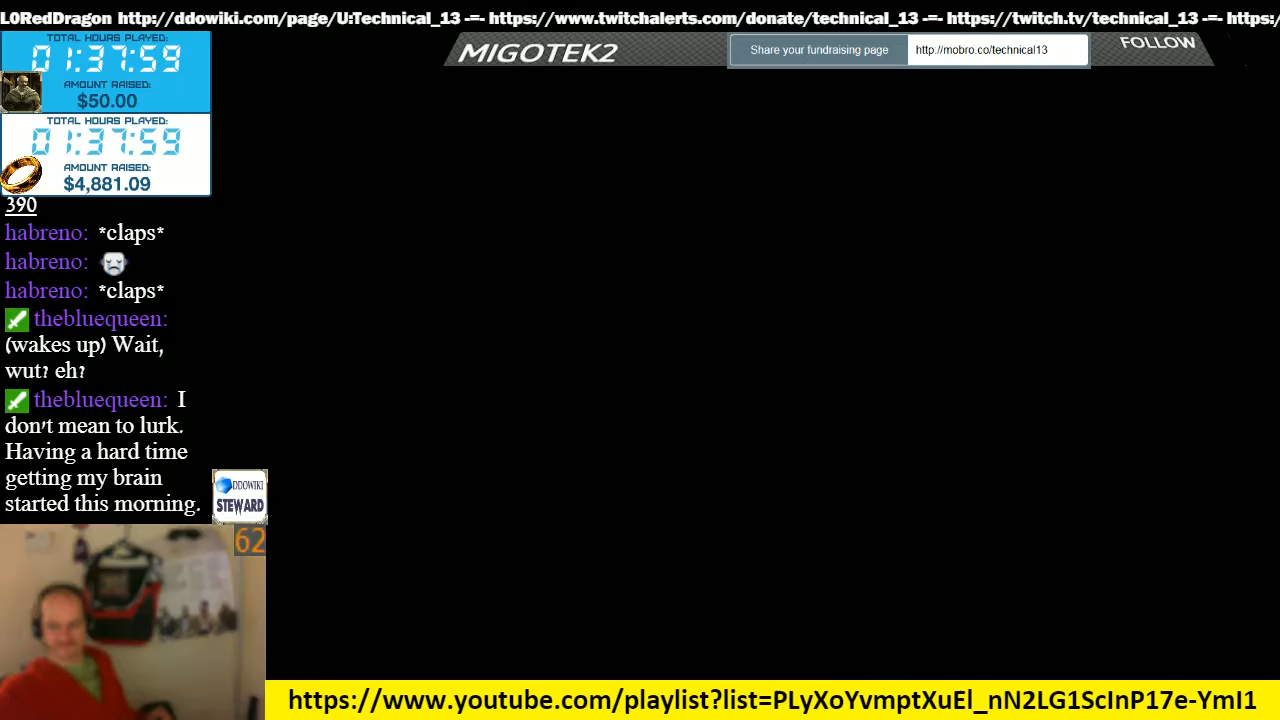 L0RedDragon http://ddowiki.com/page/U:Technical_13 -=- https://www.twitchalerts.com/donate/technical_13 -=- https://twitch.tv/technical_13 -=- https:/
TOTAL HOURS PLAYED:
01:37:59
AMOUNT RAISED:
$50.00
TOTAL HOURS PLAYED:
01:37:59
AMOUNT RAISED:
$4,881.09
MIGOTEK2
Share your fundraising page
http://mobro.co/technical13
FOLLOW
390
habreno: *claps*
habreno:
habreno: *claps*
thebluequeen:
(wakes up) Wait,
wut? eh?
thebluequeen: I
don't mean to lurk.
Having a hard time
getting my brain
started this morning.
DDOWIKI
STEWARD
62
https://www.youtube.com/playlist?list=PLyXoYvmptXuEl_nN2LG1ScInP17e-YmI1